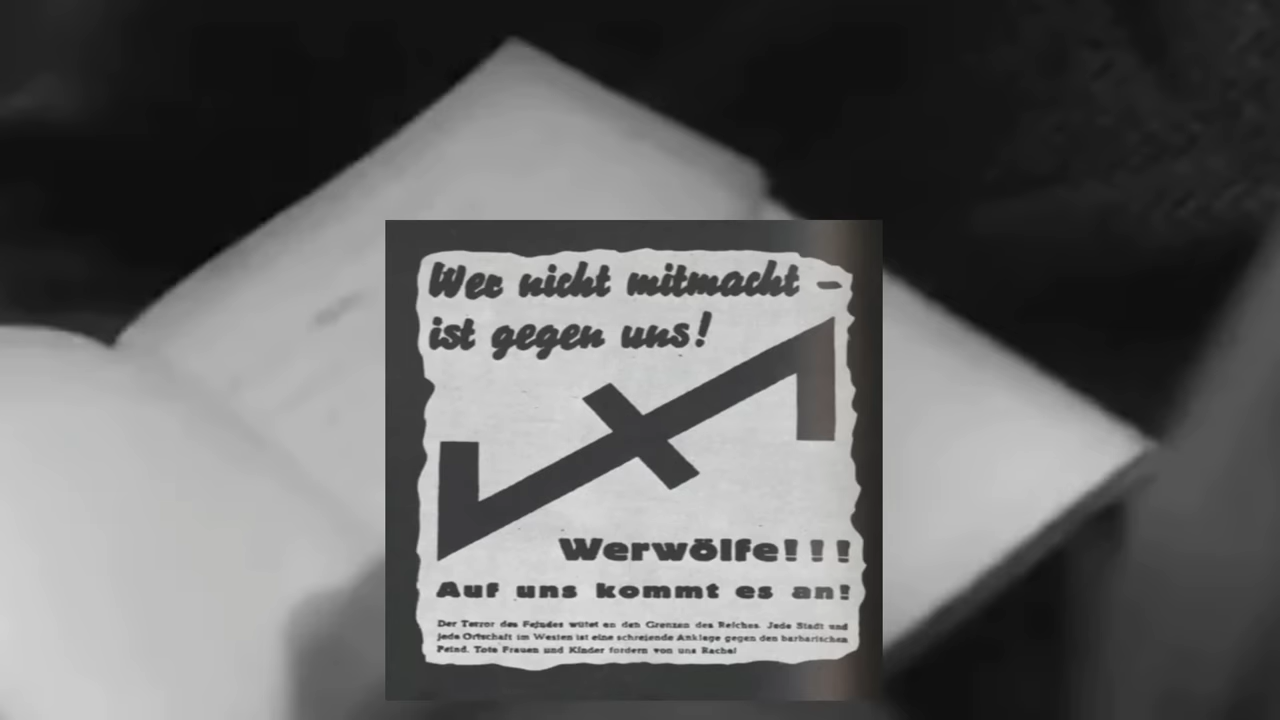 Wer nicht mitmacht –
ist gegen uns!
Werwölfe!!!
Auf uns kommt es an!
Der Terror des Feindes wütet an den Grenzen des Reiches. Jede Stadt und
jede Ortschaft im Westen ist eine schreiende Anklage gegen den barbarischen
Feind. Tote Frauen und Kinder fordern von uns Rache!